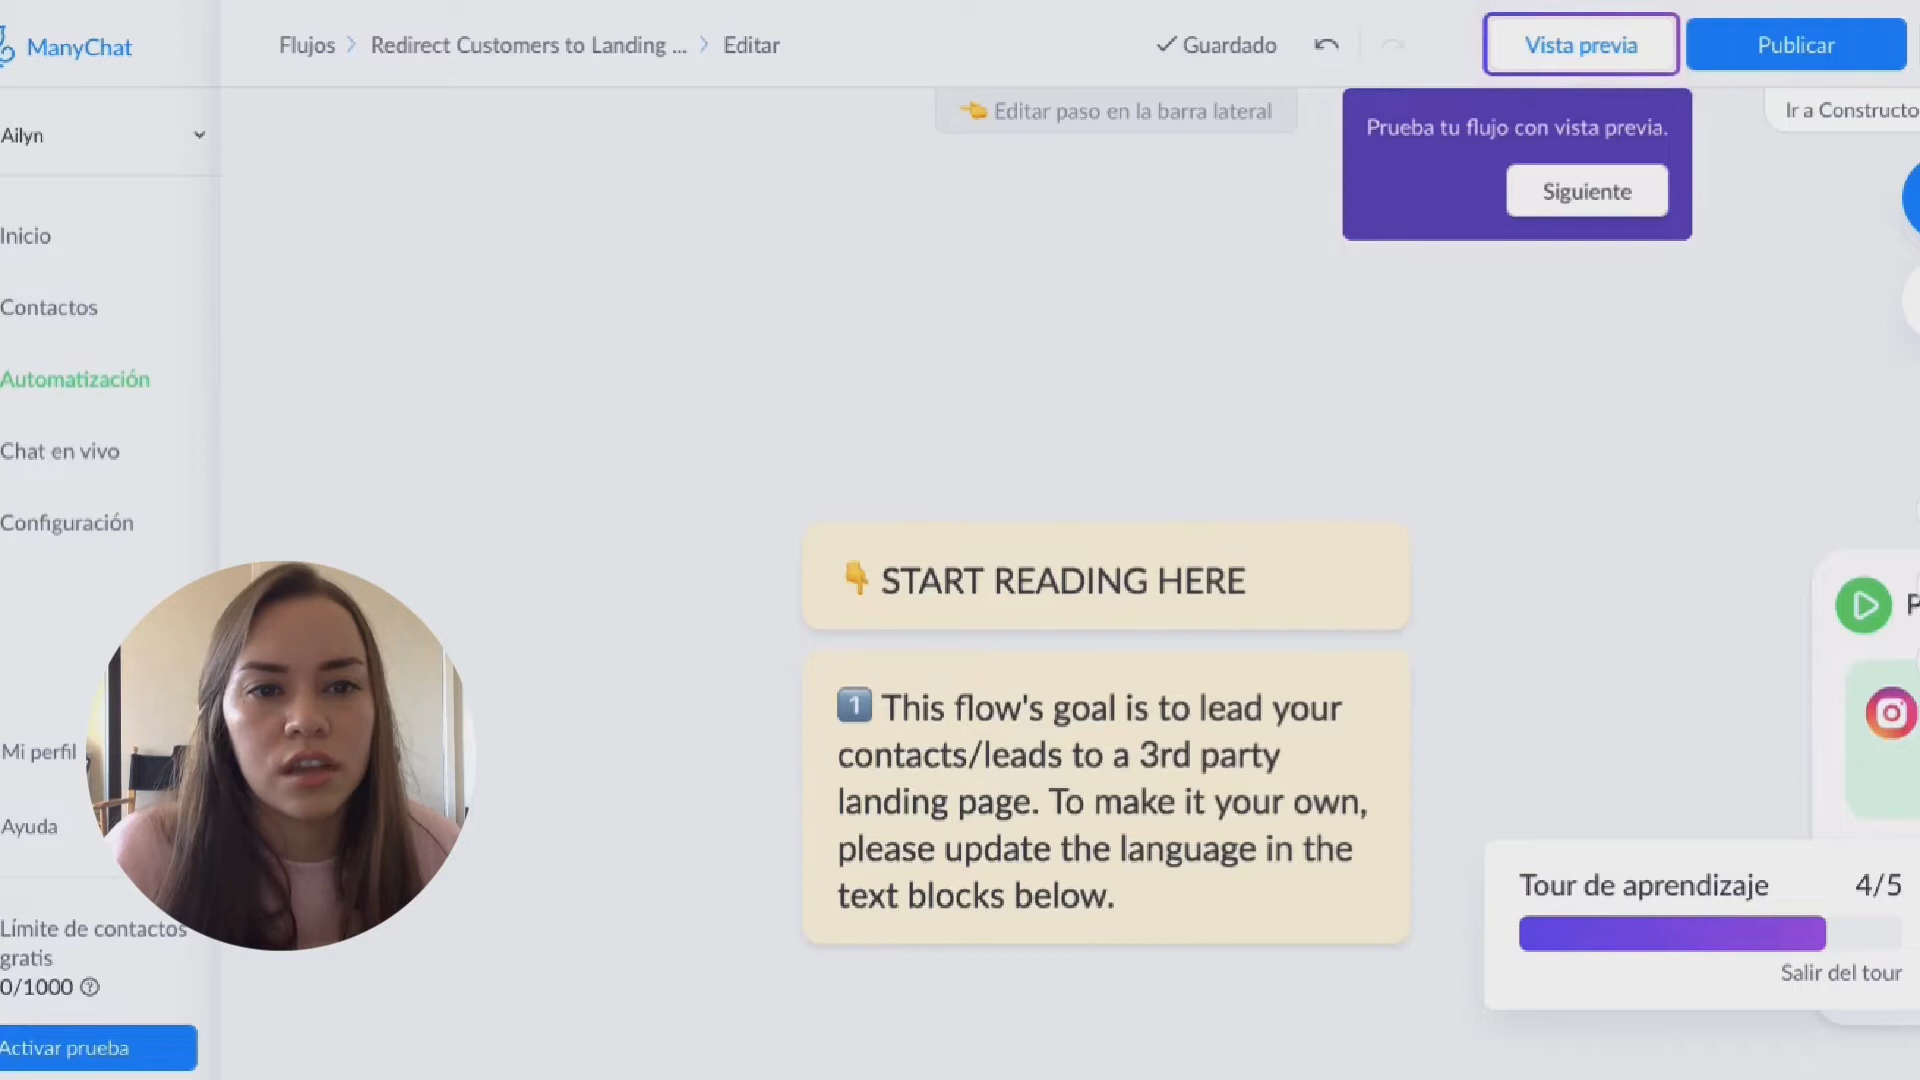 ManyChat
Flujos > Redirect Customers to Landing ... > Editar
Guardado
Vista previa
Publicar
Editar paso en la barra lateral
Prueba tu flujo con vista previa.
Siguiente
Ir a Constructo
Ailyn
Inicio
Contactos
Automatización
Chat en vivo
Configuración
Mi perfil
Ayuda
Límite de contactos
gratis
0/1000
Activar prueba
START READING HERE
1 This flow's goal is to lead your
contacts/leads to a 3rd party
landing page. To make it your own,
please update the language in the
text blocks below.
P
Tour de aprendizaje 4/5
Salir del tour